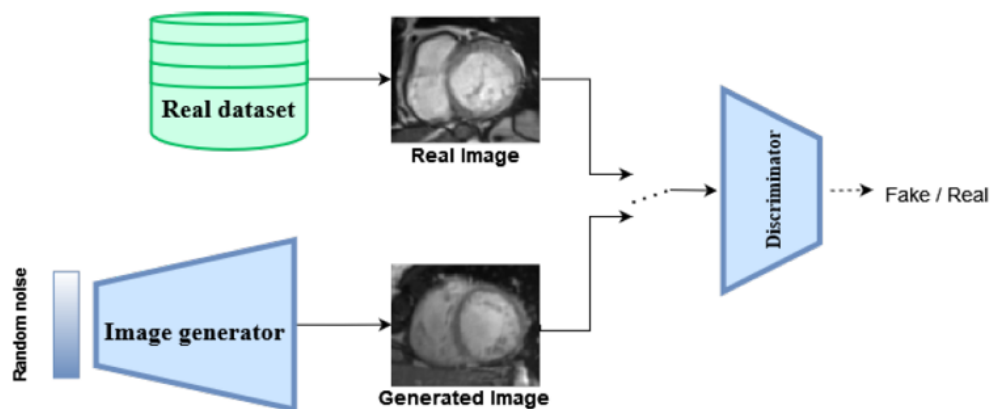 Real dataset
Real Image
Discriminator
Fake / Real
Random noise
Image generator
Generated Image